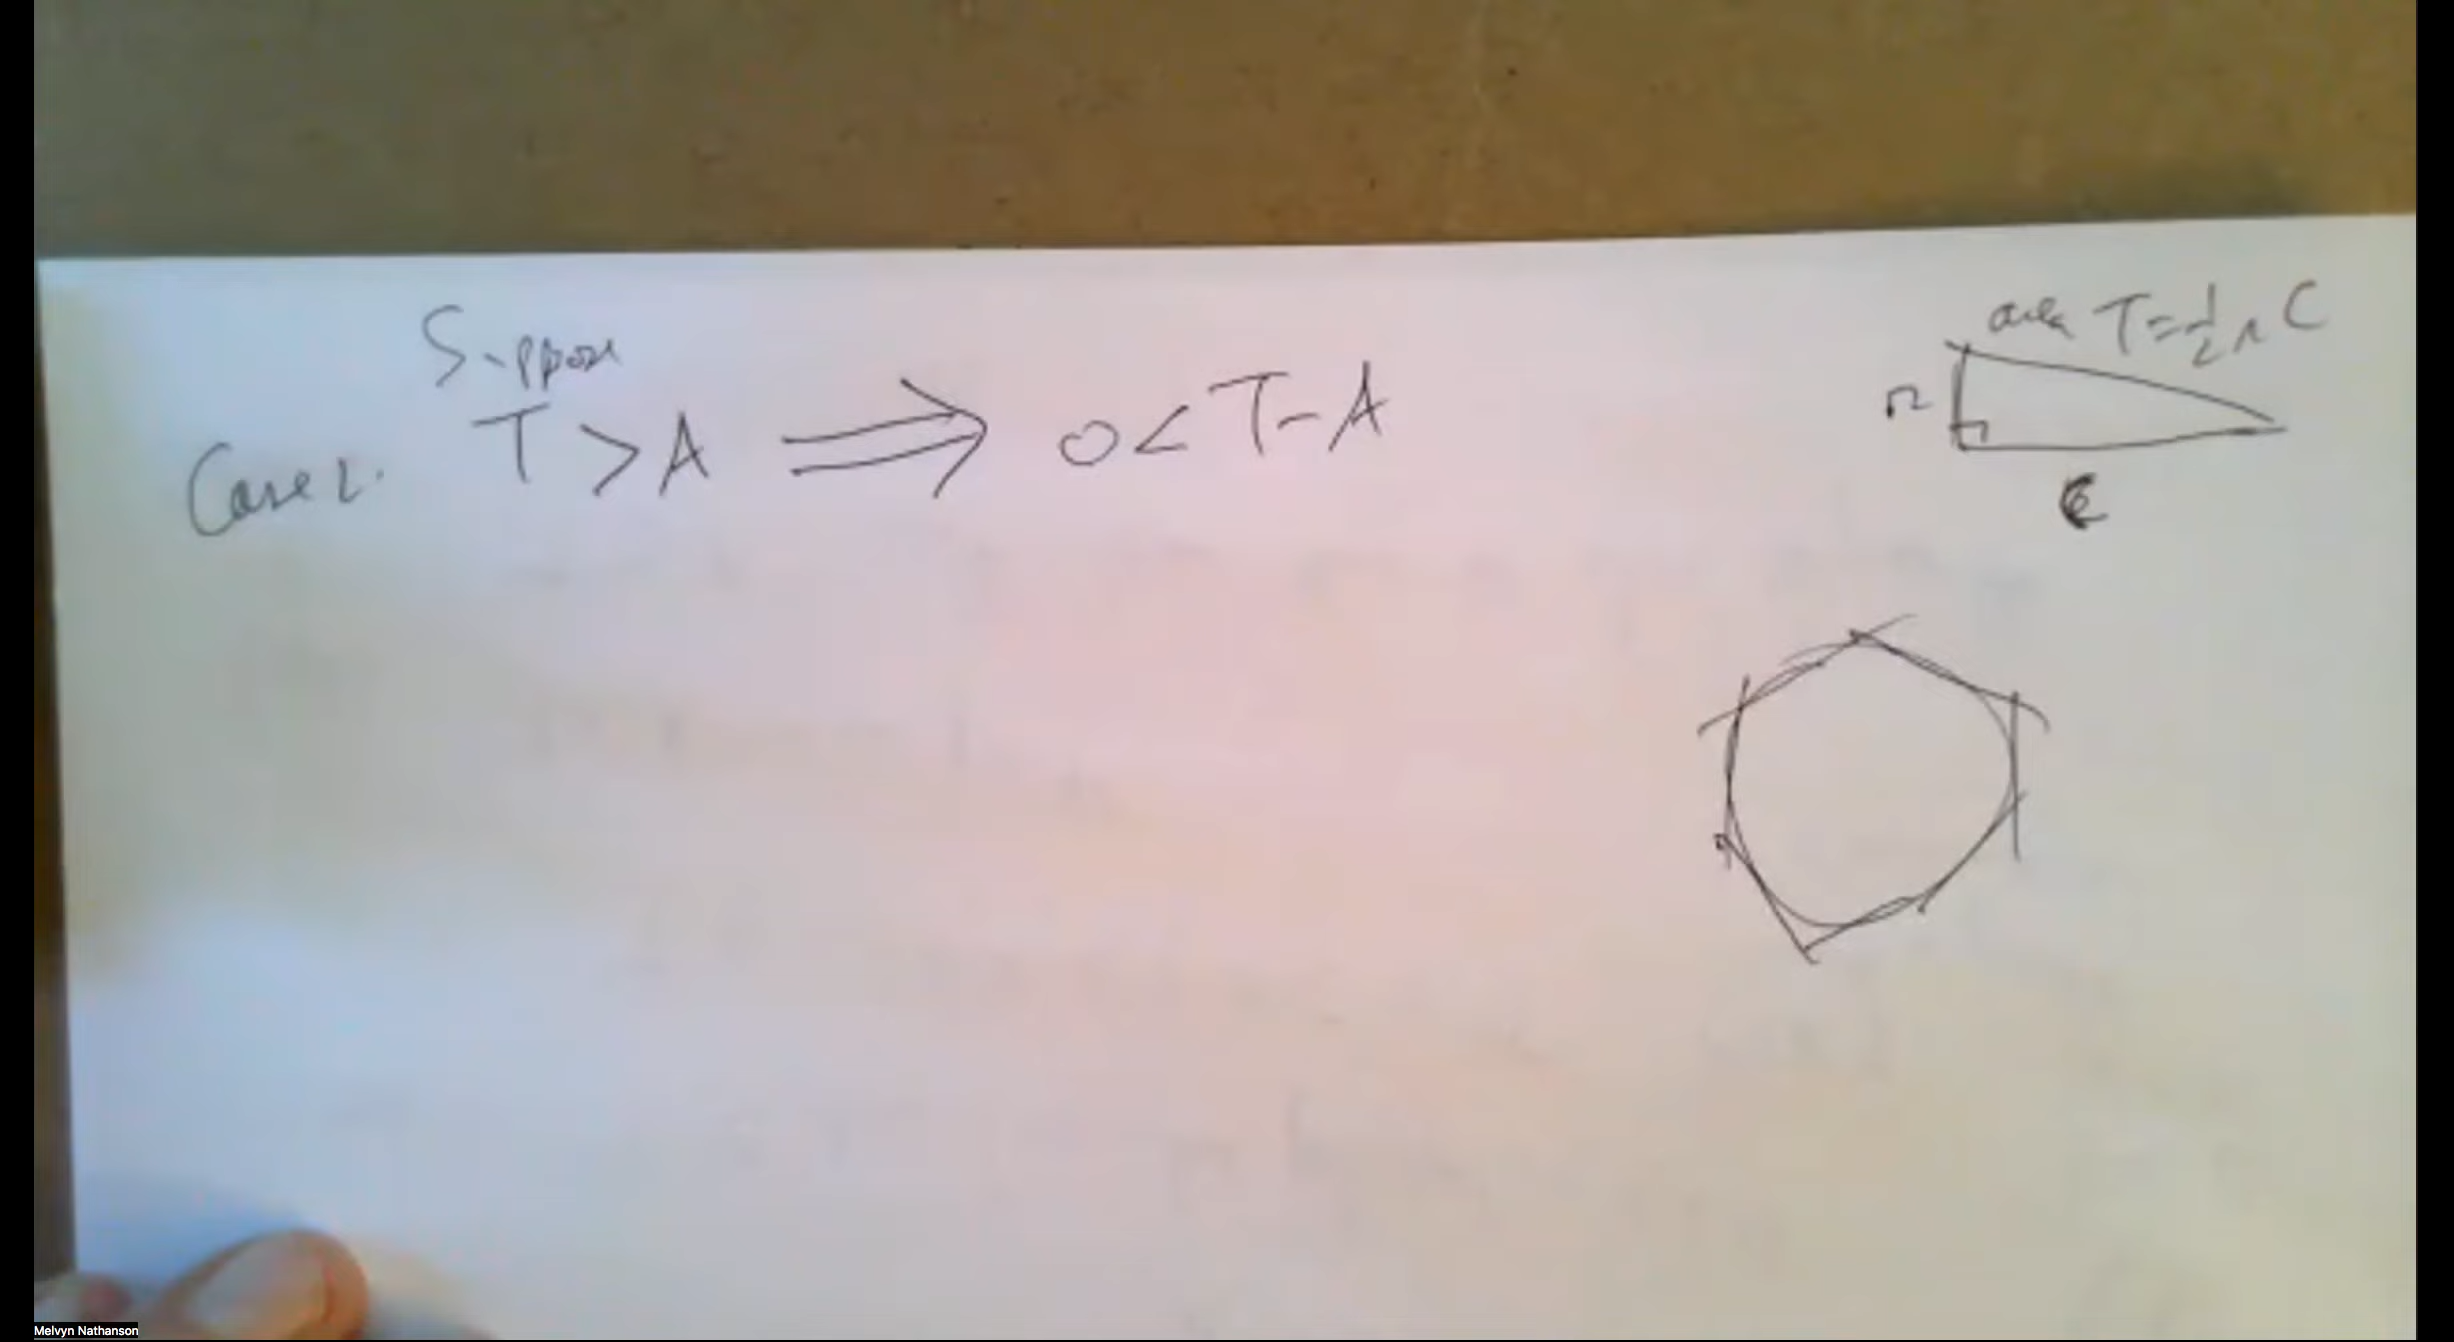 Suppose
Case 2. T > A ⟹ 0 < T - A
area T = 1/2 r C
r
C
Melvyn Nathanson